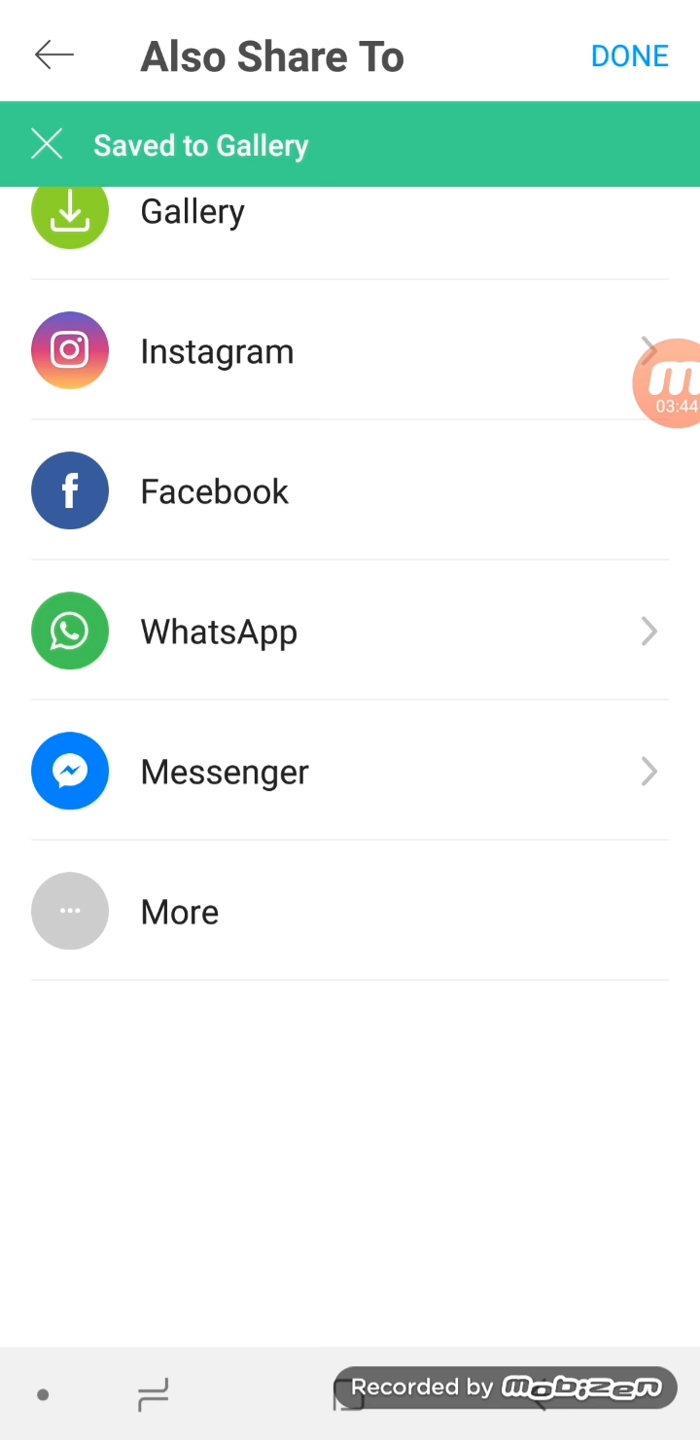 Also Share To
DONE
Saved to Gallery
Gallery
Instagram
03:44
Facebook
WhatsApp
Messenger
More
Recorded by mobizen